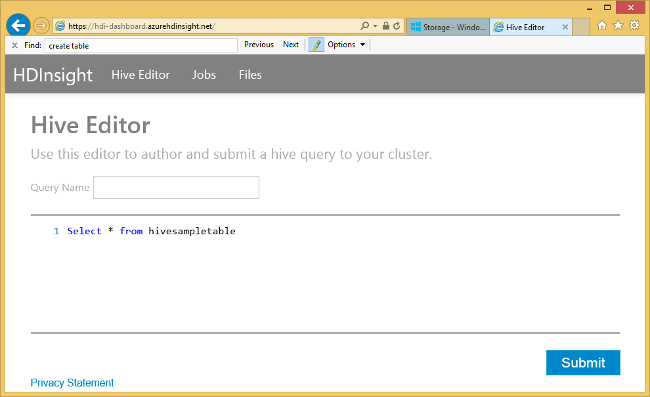 https://hdi-dashboard.azurehdinsight.net/
Storage - Windo...
Hive Editor
Find: create table
Previous Next Options
HDInsight Hive Editor Jobs Files
Hive Editor
Use this editor to author and submit a hive query to your cluster.
Query Name
1 Select * from hivesampletable
Submit
Privacy Statement